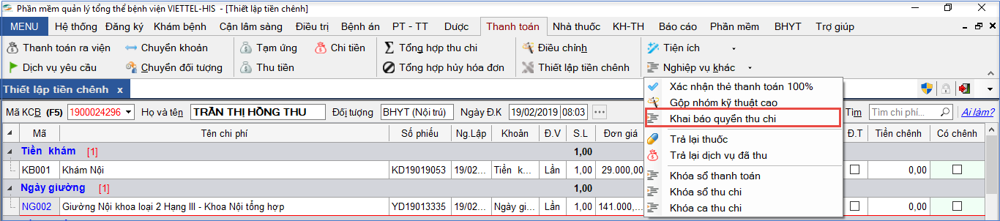 Phần mềm quản lý tổng thể bệnh viện VIETTEL-HIS - [Thiết lập tiền chênh]
MENU Hệ thống Đăng ký Khám bệnh Cận lâm sàng Điều trị Bệnh án PT - TT Dược Thanh toán Nhà thuốc KH-TH Báo cáo Phần mềm BHYT Trợ giúp
Thanh toán ra viện Chuyển khoản Tạm ứng Chi tiền Tổng hợp thu chi Điều chỉnh Tiện ích
Dịch vụ yêu cầu Chuyển đối tượng Thu tiền Tổng hợp hủy hóa đơn Thiết lập tiền chênh Nghiệp vụ khác
Thiết lập tiền chênh x
Xác nhận thẻ thanh toán 100%
Gộp nhóm kỹ thuật cao
Mã KCB (F5) 1900024296 Họ và tên TRẦN THỊ HỒNG THU Đối tượng BHYT (Nội trú) Ngày Đ.K 19/02/2019 08:03 ... Tìm Tìm chi phí... Ai làm?
Khai báo quyển thu chi
Mã Tên chi phí Số phiếu Ng.Lập Khoản Đ.V S.L Đơn giá Đ.T Tiền chênh Có chênh
Trả lại thuốc
Tiền khám [1] 1,00
Trả lại dịch vụ đã thu
KB001 Khám Nội KD19019053 19/02... Tiền k... Lần 1,00 29.000,00 0,00
Khóa sổ thanh toán
Ngày giường [1] 1,00
Khóa sổ thu chi
NG002 Giường Nội khoa loại 2 Hạng III - Khoa Nội tổng hợp YD19013335 19/02... Ngày gi... Lần 1,00 141.000,... 0,00
Khóa ca thu chi